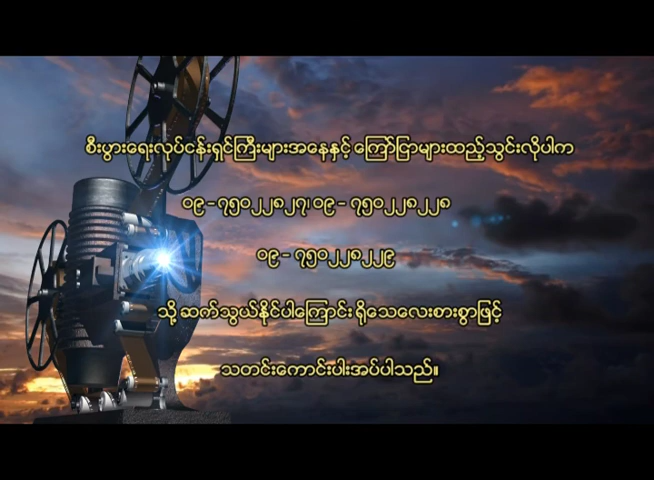 စီးပွားရေးလုပ်ငန်းရှင်ကြီးများအနေနှင့် ကြော်ငြာများထည့်သွင်းလိုပါက
၀၉ - ၇၅၀၂၂၈၂၇၊ ၀၉ - ၇၅၀၂၂၈၂၂၈
၀၉ - ၇၅၀၂၂၈၂၂၉
သို့ ဆက်သွယ်နိုင်ပါကြောင်း ရိုသေလေးစားစွာဖြင့်
သတင်းကောင်းပါးအပ်ပါသည်။